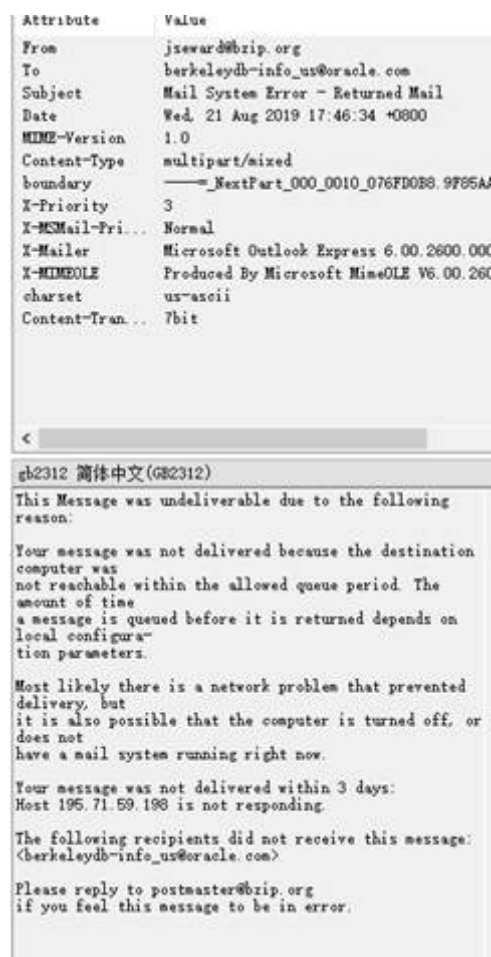 Attribute Value
From jseward@bzip.org
To berkeleydb-info_us@oracle.com
Subject Mail System Error - Returned Mail
Date Wed, 21 Aug 2019 17:46:34 +0800
MIME-Version 1.0
Content-Type multipart/mixed
boundary ----=_NextPart_000_0010_076FD0B8.9F85AA
X-Priority 3
X-MSMail-Pri... Normal
X-Mailer Microsoft Outlook Express 6.00.2600.000
X-MIMEOLE Produced By Microsoft MimeOLE V6.00.260
charset us-ascii
Content-Tran... 7bit
gb2312 简体中文(GB2312)
This Message was undeliverable due to the following
reason:
Your message was not delivered because the destination
computer was
not reachable within the allowed queue period. The
amount of time
a message is queued before it is returned depends on
local configura-
tion parameters.
Most likely there is a network problem that prevented
delivery, but
it is also possible that the computer is turned off, or
does not
have a mail system running right now.
Your message was not delivered within 3 days:
Host 195.71.59.198 is not responding.
The following recipients did not receive this message:
<berkeleydb-info_us@oracle.com>
Please reply to postmaster@bzip.org
if you feel this message to be in error.